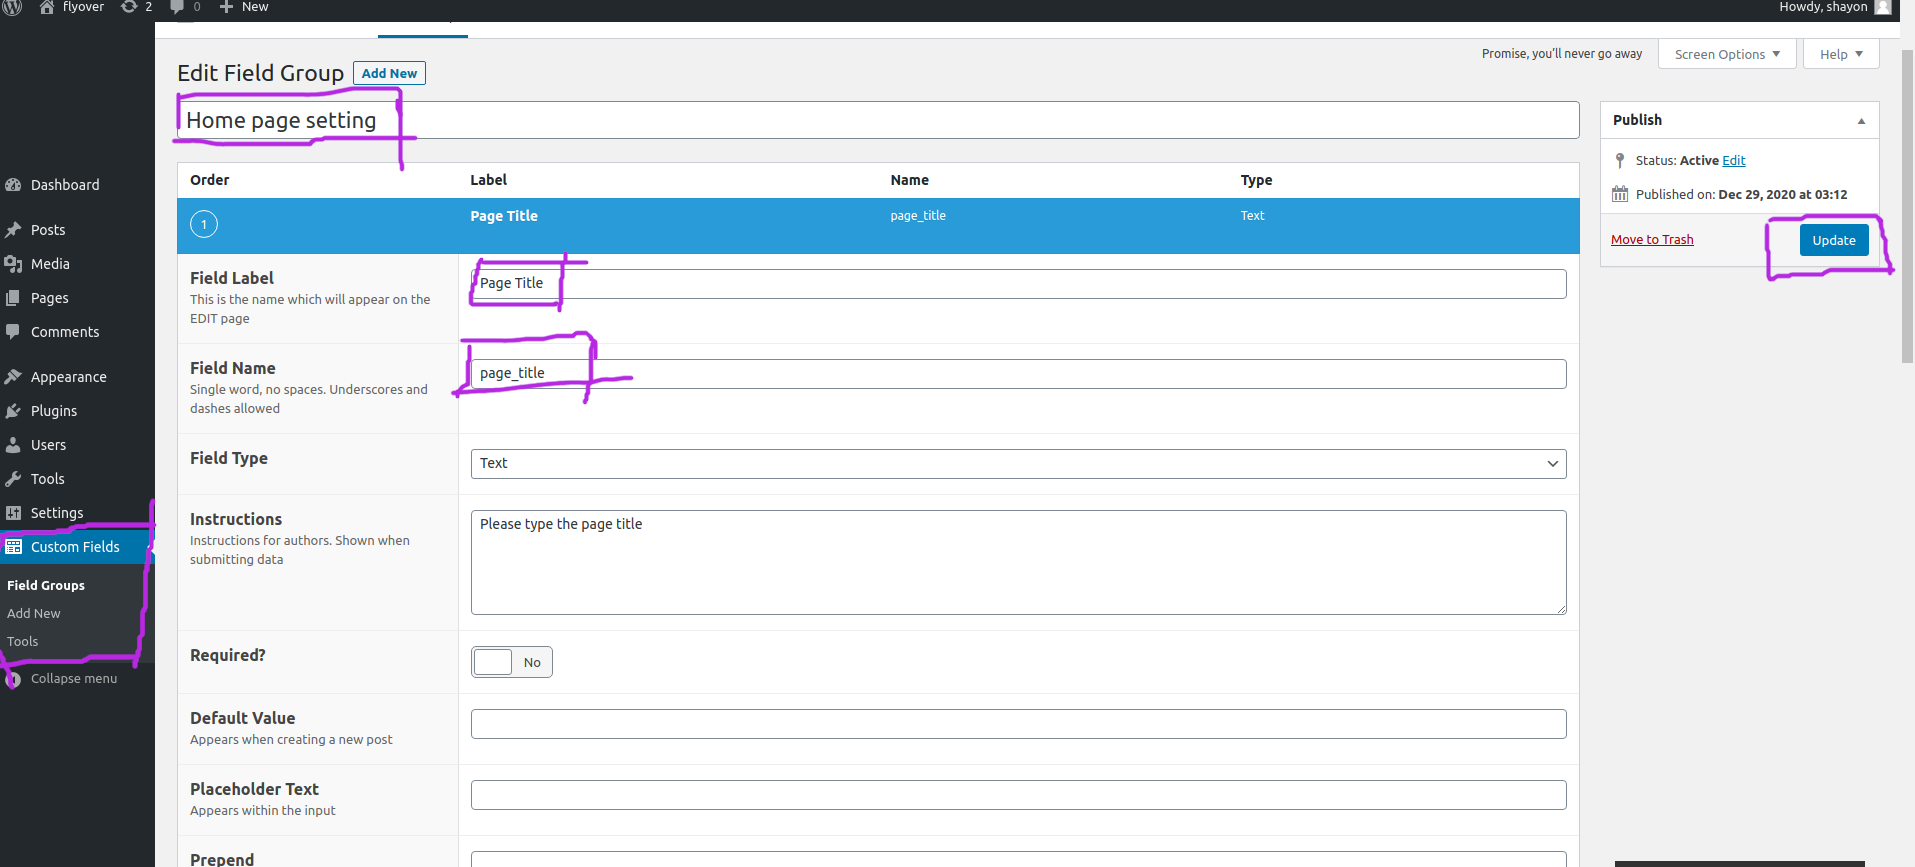 flyover 2 0 New Howdy, shayon
Promise, you'll never go away Screen Options Help
Edit Field Group Add New
Home page setting
Order Label Name Type
1 Page Title page_title Text
Field Label
This is the name which will appear on the
EDIT page
Page Title
Field Name
Single word, no spaces. Underscores and
dashes allowed
page_title
Field Type
Text
Instructions
Instructions for authors. Shown when
submitting data
Please type the page title
Required?
No
Default Value
Appears when creating a new post
Placeholder Text
Appears within the input
Prepend
Publish
Status: Active Edit
Published on: Dec 29, 2020 at 03:12
Move to Trash Update
Dashboard
Posts
Media
Pages
Comments
Appearance
Plugins
Users
Tools
Settings
Custom Fields
Field Groups
Add New
Tools
Collapse menu